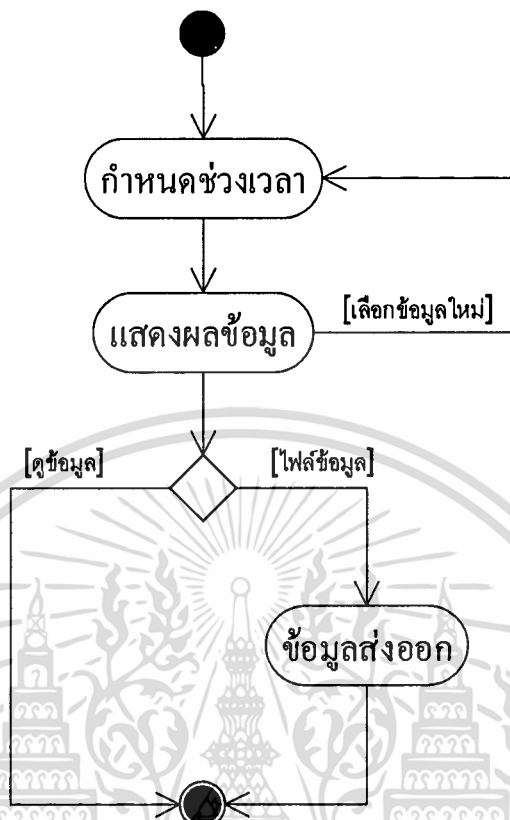 กำหนดช่วงเวลา
แสดงผลข้อมูล
[เลือกข้อมูลใหม่]
[ดูข้อมูล]
[ไฟล์ข้อมูล]
ข้อมูลส่งออก